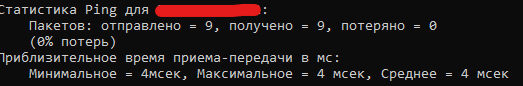 Статистика Ping для :
    Пакетов: отправлено = 9, получено = 9, потеряно = 0
    (0% потерь)
Приблизительное время приема-передачи в мс:
    Минимальное = 4мсек, Максимальное = 4 мсек, Среднее = 4 мсек